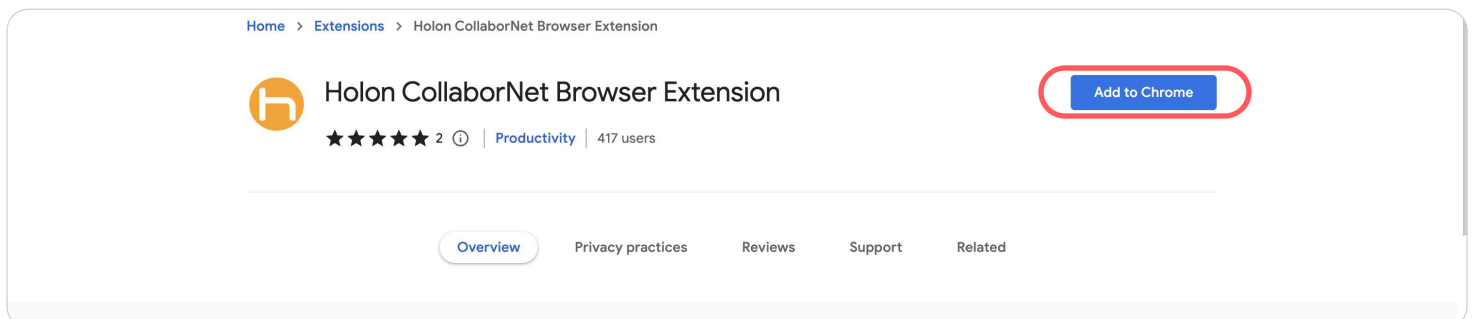 Home > Extensions > Holon CollaborNet Browser Extension
Holon CollaborNet Browser Extension
Add to Chrome
2 Productivity 417 users
Overview Privacy practices Reviews Support Related